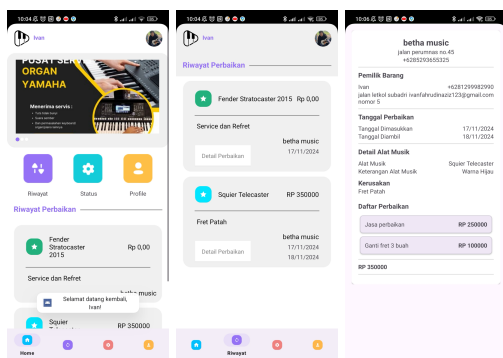 10:04
Ivan
PUSAT SERVIS
ORGAN
YAMAHA
Menerima servis :
Riwayat
Status
Profile
Riwayat Perbaikan
Fender
Stratocaster
2015
Rp 0,00
Service dan Refret
betha music
Selamat datang kembali,
Ivan!
Squier
Telecaster
RP 350000
Home
10:04
Ivan
Riwayat Perbaikan
Fender Stratocaster 2015 Rp 0,00
Service dan Refret
betha music
17/11/2024
Detail Perbaikan
Squier Telecaster RP 350000
Fret Patah
betha music
17/11/2024
18/11/2024
Detail Perbaikan
Riwayat
10:06
betha music
jalan perumnas no.45
+6285293655325
Pemilik Barang
Ivan +6281299982990
jalan letkol subadri ivanfahrudinaziz123@gmail.com
nomor 5
Tanggal Perbaikan
Tanggal Dimasukkan 17/11/2024
Tanggal Diambil 18/11/2024
Detail Alat Musik
Alat Musik Squier Telecaster
Keterangan Alat Musik Warna Hijau
Kerusakan
Fret Patah
Daftar Perbaikan
Jasa perbaikan RP 250000
Ganti fret 3 buah RP 100000
RP 350000